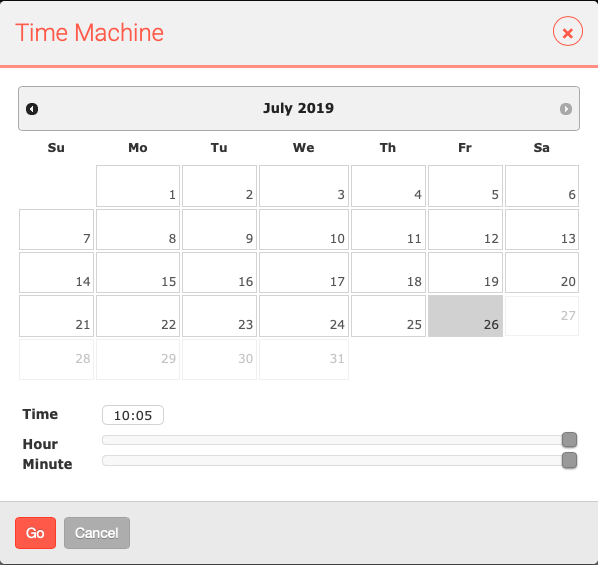 Time Machine
July 2019
Su Mo Tu We Th Fr Sa
1 2 3 4 5 6
7 8 9 10 11 12 13
14 15 16 17 18 19 20
21 22 23 24 25 26 27
28 29 30 31
Time 10:05
Hour
Minute
Go Cancel